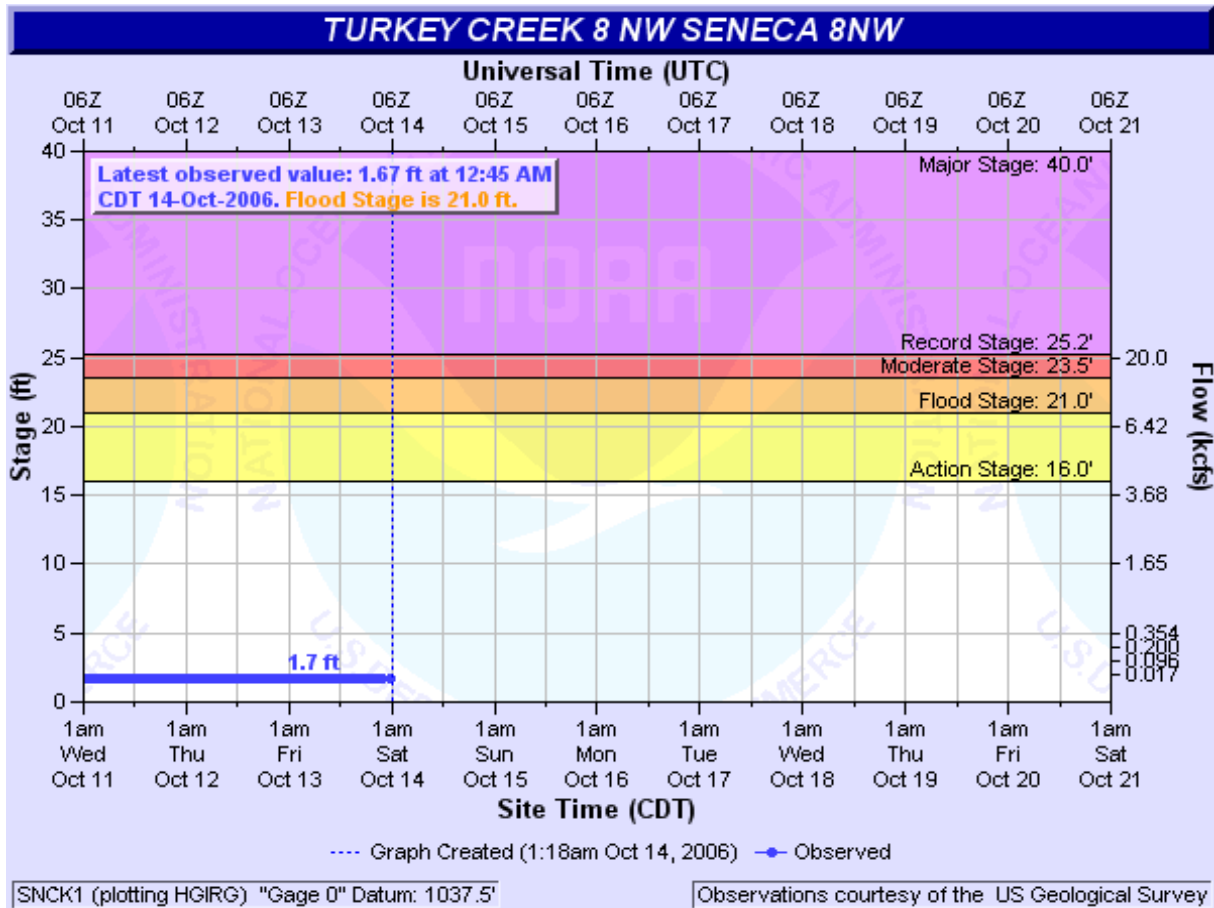 TURKEY CREEK 8 NW SENECA 8NW
Universal Time (UTC)
06Z 06Z 06Z 06Z 06Z 06Z 06Z 06Z 06Z 06Z 06Z
Oct 11 Oct 12 Oct 13 Oct 14 Oct 15 Oct 16 Oct 17 Oct 18 Oct 19 Oct 20 Oct 21
Latest observed value: 1.67 ft at 12:45 AM
CDT 14-Oct-2006. Flood Stage is 21.0 ft.
Major Stage: 40.0'
NOAA
Record Stage: 25.2'
Moderate Stage: 23.5'
Flood Stage: 21.0'
Action Stage: 16.0'
1.7 ft
Stage (ft)
40
35
30
25
20
15
10
5
0
Flow (kcfs)
20.0
6.42
3.68
1.65
0.354
0.200
0.096
0.017
1am 1am 1am 1am 1am 1am 1am 1am 1am 1am 1am
Wed Thu Fri Sat Sun Mon Tue Wed Thu Fri Sat
Oct 11 Oct 12 Oct 13 Oct 14 Oct 15 Oct 16 Oct 17 Oct 18 Oct 19 Oct 20 Oct 21
Site Time (CDT)
Graph Created (1:18am Oct 14, 2006) Observed
SNCK1 (plotting HGIRG) "Gage 0" Datum: 1037.5'
Observations courtesy of the US Geological Survey